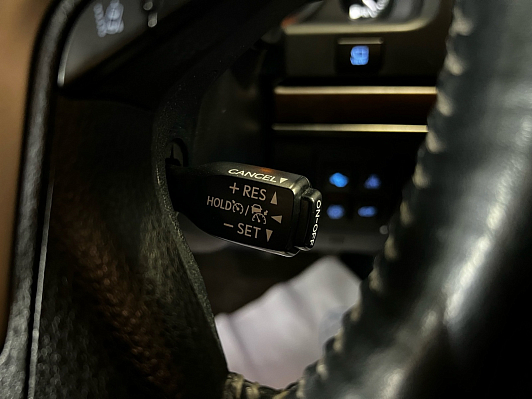 CANCEL▼
+ RES ▲
HOLD / ◀
− SET ▼
ON-OFF